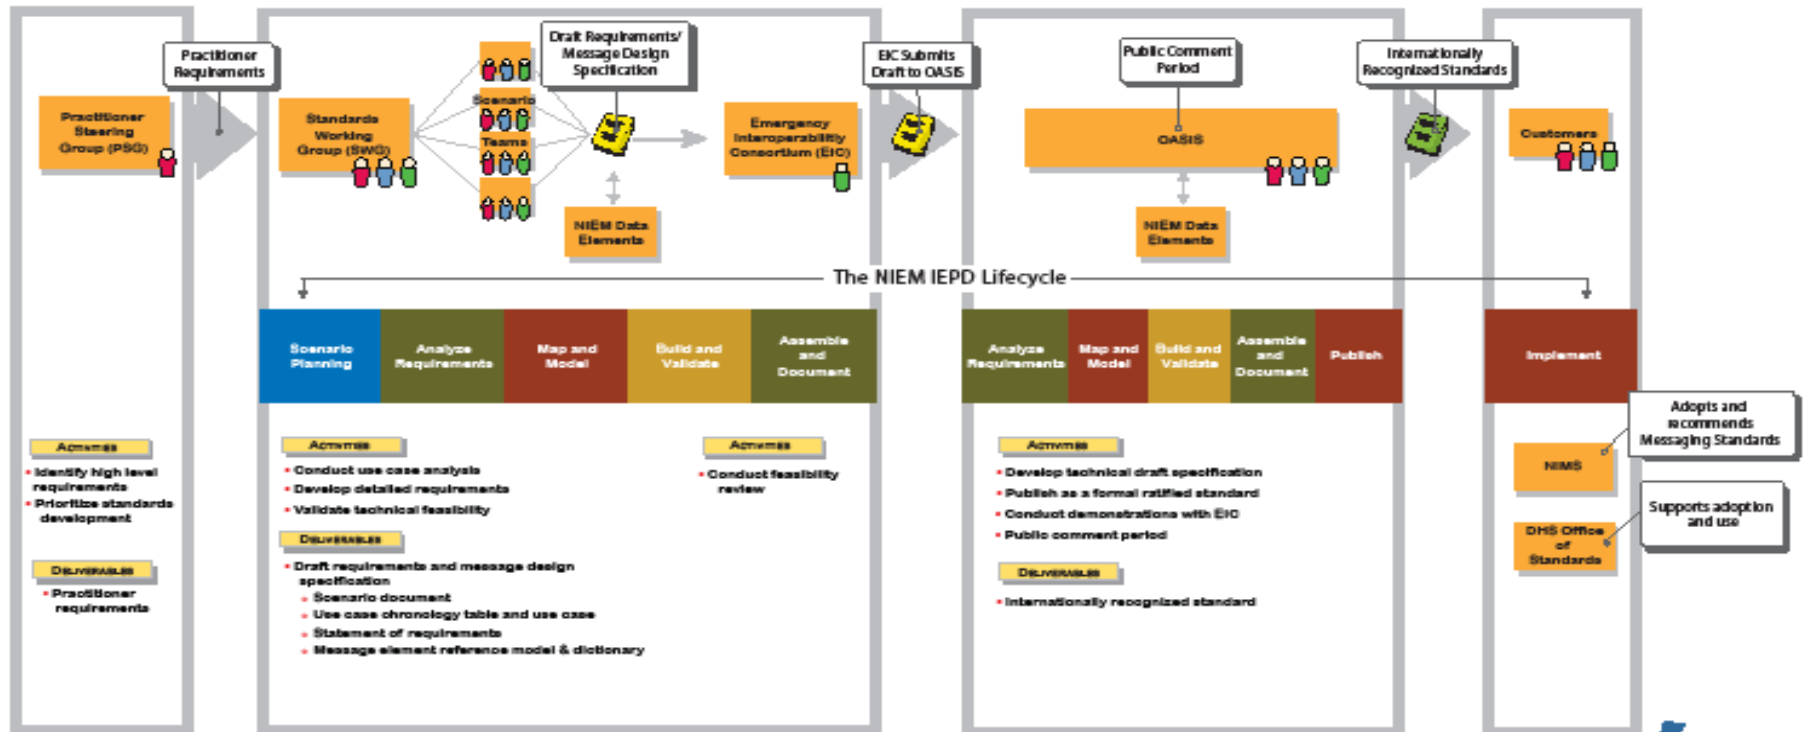 Practitioner
Requirements
Draft Requirements/
Message Design
Specification
EIC Submits
Draft to OASIS
Public Comment
Period
Internationally
Recognized Standards
Practitioner
Steering
Group (PSG)
Standards
Working
Group (SWG)
Scenario
Teams
Emergency
Interoperability
Consortium (EIC)
OASIS
Customers
NIEM Data
Elements
NIEM Data
Elements
The NIEM IEPD Lifecycle
Scenario
Planning
Analyze
Requirements
Map and
Model
Build and
Validate
Assemble
and
Document
Analyze
Requirements
Map and
Model
Build and
Validate
Assemble
and
Document
Publish
Implement
Activities
• Identify high level
requirements
• Prioritize standards
development
Deliverables
• Practitioner
requirements
Activities
• Conduct use case analysis
• Develop detailed requirements
• Validate technical feasibility
Deliverables
• Draft requirements and message design
specification
• Scenario document
• Use case chronology table and use case
• Statement of requirements
• Message element reference model & dictionary
Activities
• Conduct feasibility
review
Activities
• Develop technical draft specification
• Publish as a formal ratified standard
• Conduct demonstrations with EIC
• Public comment period
Deliverables
• Internationally recognized standard
Adopts and
recommends
Messaging Standards
NIMS
Supports adoption
and use
DHS Office
of
Standards